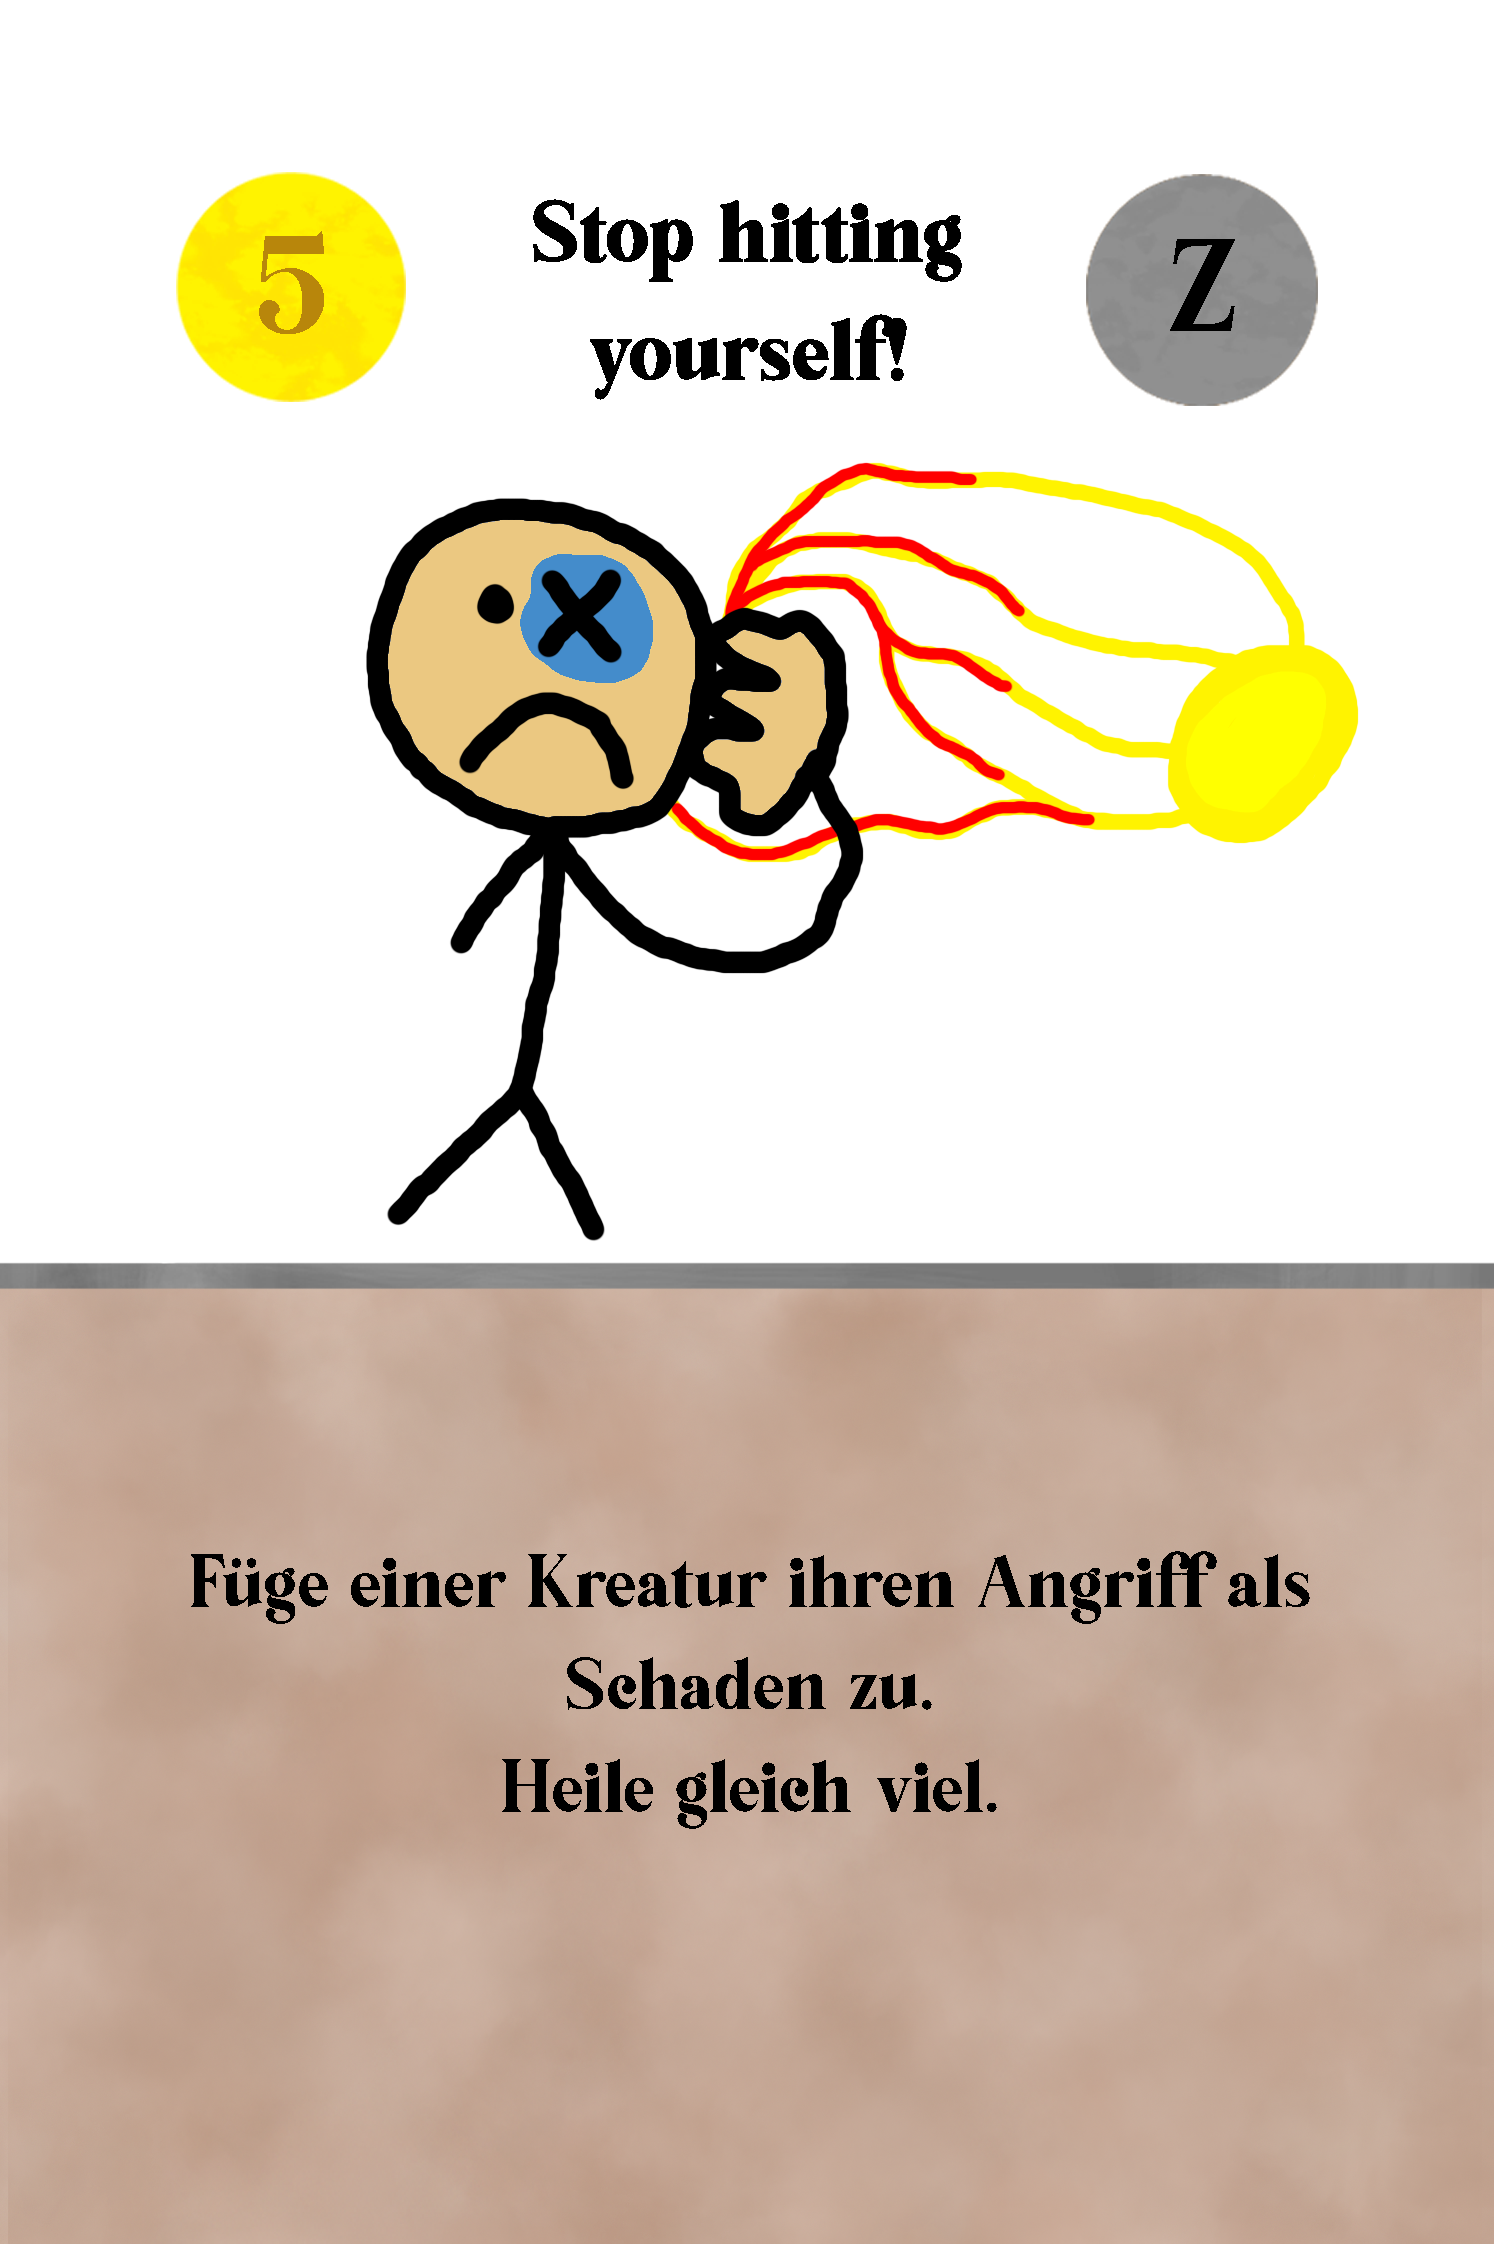 5
Stop hitting
yourself!
Z
Füge einer Kreatur ihren Angriff als
Schaden zu.
Heile gleich viel.